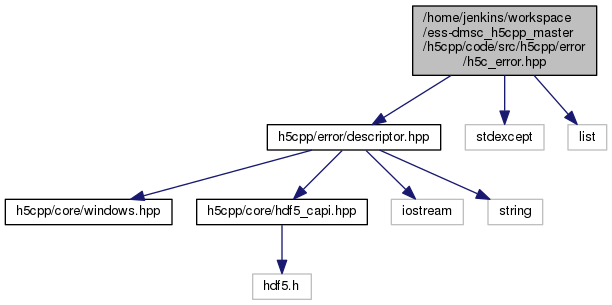 /home/jenkins/workspace
/ess-dmsc_h5cpp_master
/h5cpp/code/src/h5cpp/error
/h5c_error.hpp
h5cpp/error/descriptor.hpp
stdexcept
list
h5cpp/core/windows.hpp
h5cpp/core/hdf5_capi.hpp
iostream
string
hdf5.h